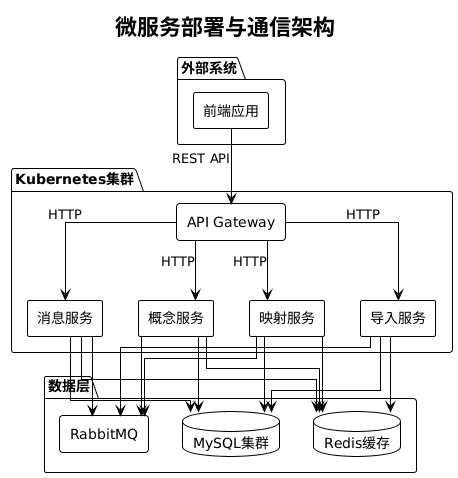 微服务部署与通信架构
外部系统
前端应用
REST API
Kubernetes集群
API Gateway
HTTP
HTTP
HTTP
HTTP
消息服务
概念服务
映射服务
导入服务
数据层
RabbitMQ
MySQL集群
Redis缓存